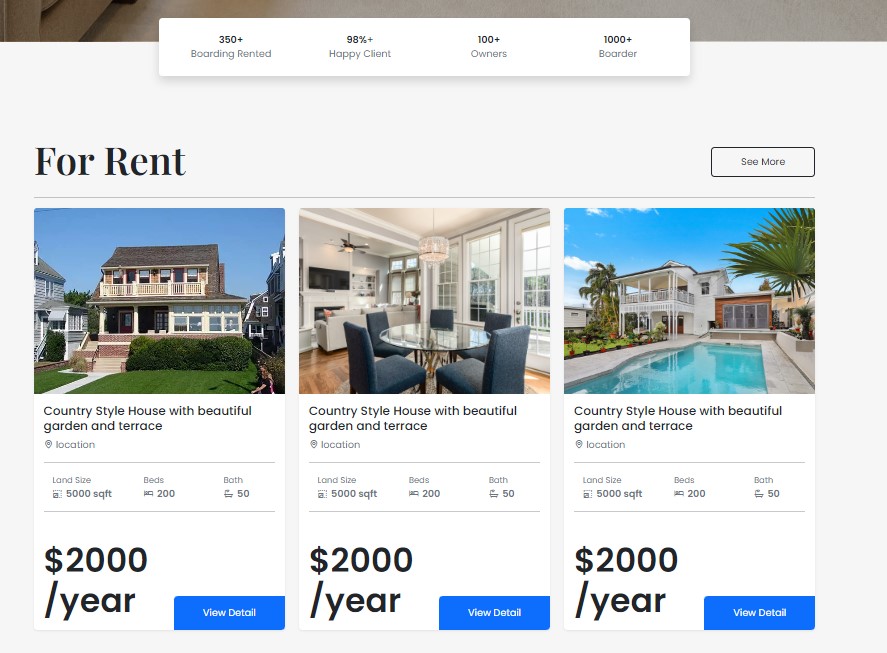 350+ 98%+ 100+ 1000+
Boarding Rented Happy Client Owners Boarder
For Rent See More
Country Style House with beautiful
garden and terrace
location
Land Size Beds Bath
5000 sqft 200 50
$2000
/year View Detail
Country Style House with beautiful
garden and terrace
location
Land Size Beds Bath
5000 sqft 200 50
$2000
/year View Detail
Country Style House with beautiful
garden and terrace
location
Land Size Beds Bath
5000 sqft 200 50
$2000
/year View Detail